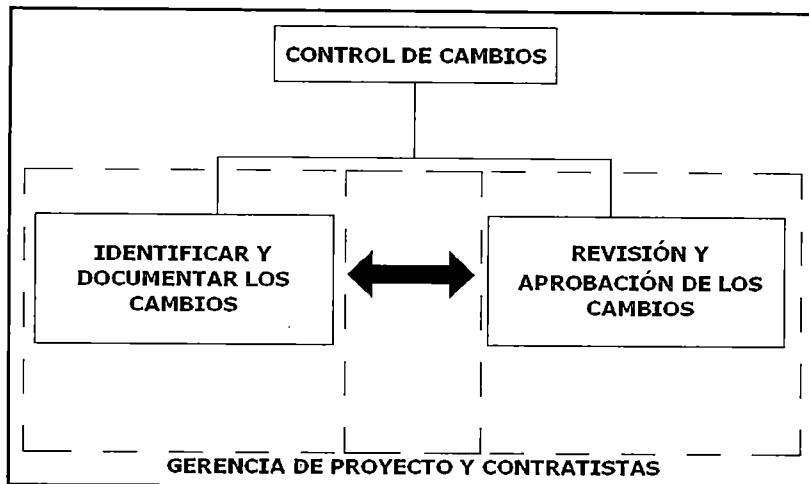 CONTROL DE CAMBIOS
IDENTIFICAR Y
DOCUMENTAR LOS
CAMBIOS
REVISIÓN Y
APROBACIÓN DE LOS
CAMBIOS
GERENCIA DE PROYECTO Y CONTRATISTAS